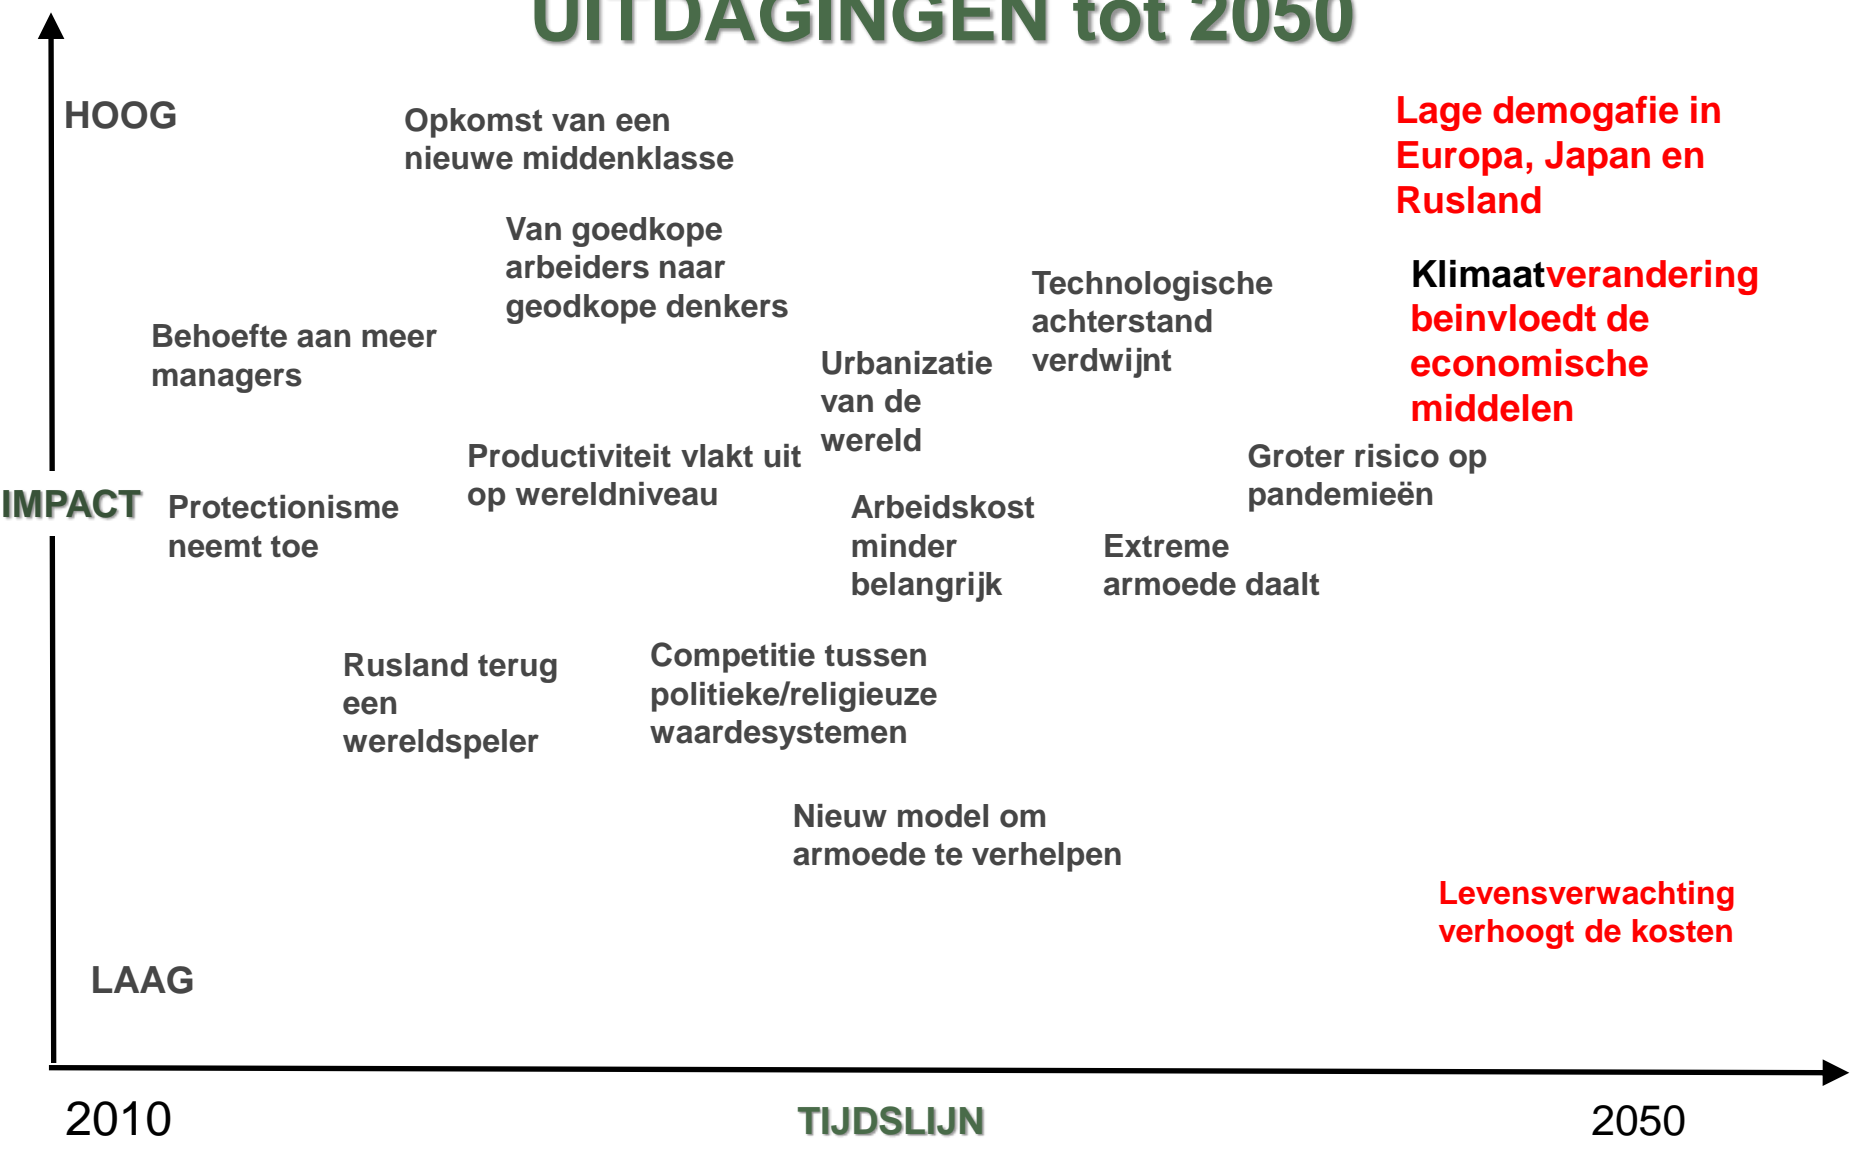 UITDAGINGEN tot 2050
HOOG
Opkomst van een
nieuwe middenklasse
Lage demogafie in
Europa, Japan en
Rusland
Van goedkope
arbeiders naar
geodkope denkers
Technologische
achterstand
verdwijnt
Klimaatverandering
beinvloedt de
economische
middelen
Behoefte aan meer
managers
Urbanizatie
van de
wereld
Productiviteit vlakt uit
op wereldniveau
Groter risico op
pandemieën
IMPACT
Protectionisme
neemt toe
Arbeidskost
minder
belangrijk
Extreme
armoede daalt
Rusland terug
een
wereldspeler
Competitie tussen
politieke/religieuze
waardesystemen
Nieuw model om
armoede te verhelpen
Levensverwachting
verhoogt de kosten
LAAG
2010
TIJDSLIJN
2050